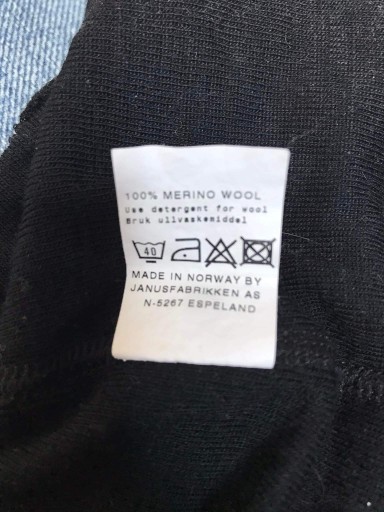 100% MERINO WOOL
Use detergent for wool
Bruk ullvaskemiddel
40
MADE IN NORWAY BY
JANUSFABRIKKEN AS
N-5267 ESPELAND